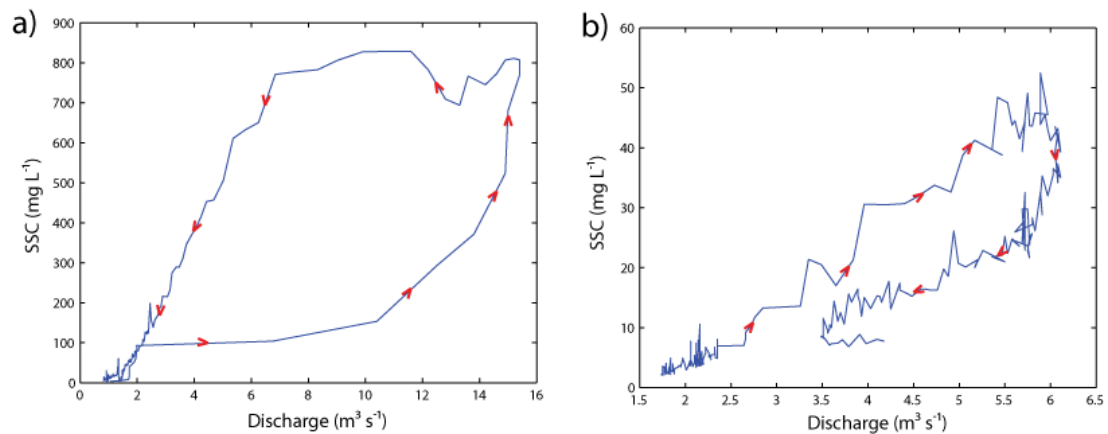 a)
900
800
700
600
500
400
300
200
100
0
SSC (mg L⁻¹)
0 2 4 6 8 10 12 14 16
Discharge (m³ s⁻¹)
b)
60
50
40
30
20
10
0
SSC (mg L⁻¹)
1.5 2 2.5 3 3.5 4 4.5 5 5.5 6 6.5
Discharge (m³ s⁻¹)